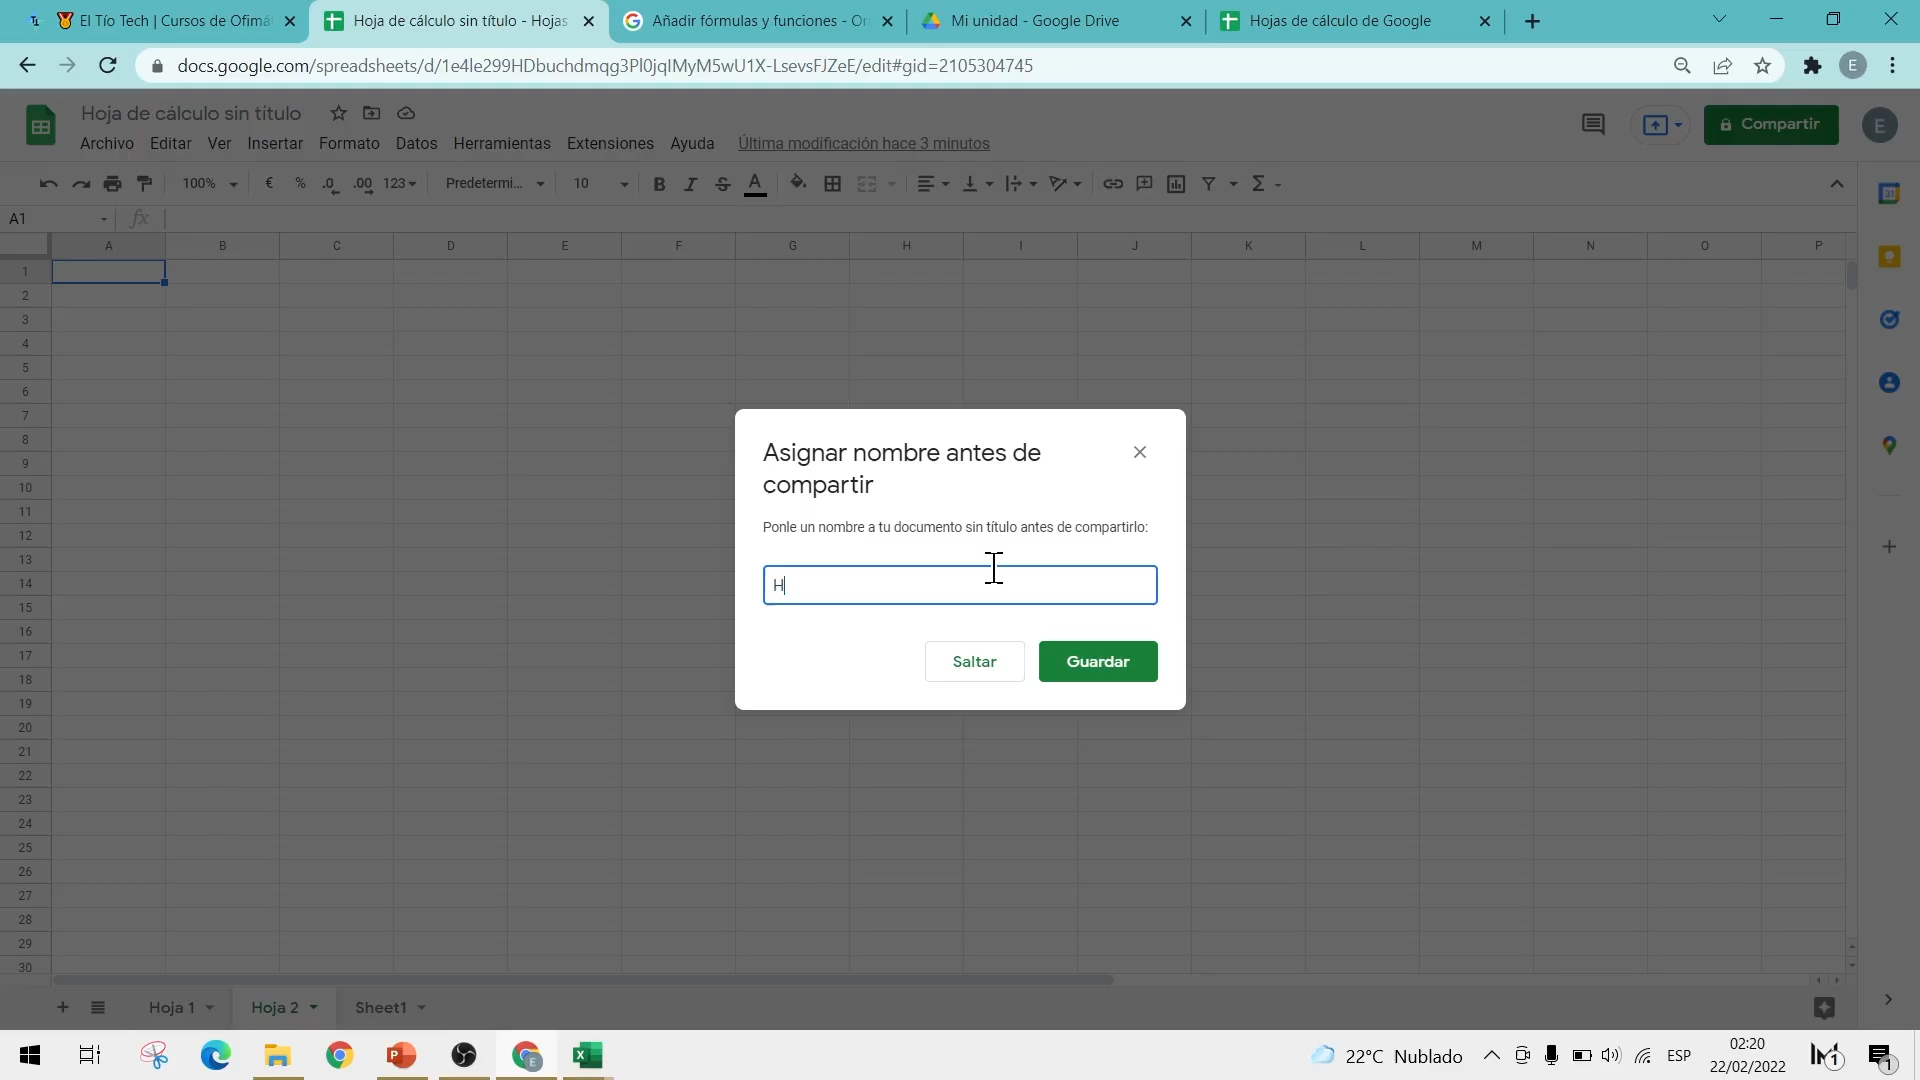 El Tío Tech | Cursos de Ofimát
Hoja de cálculo sin título - Hojas
Añadir fórmulas y funciones - Or
Mi unidad - Google Drive
Hojas de cálculo de Google
docs.google.com/spreadsheets/d/1e4le299HDbuchdmqg3Pl0jqIMyM5wU1X-LsevsFJZeE/edit#gid=2105304745
E
Hoja de cálculo sin título
Compartir
E
Archivo Editar Ver Insertar Formato Datos Herramientas Extensiones Ayuda Última modificación hace 3 minutos
100% € % .0 .00 123 Predetermi... 10 B I S A Σ
31
A1 fx
A B C D E F G H I J K L M N O P
1
2
3
4
5
6
7
8
9
10
11
12
13
14
15
16
17
18
19
20
21
22
23
24
25
26
27
28
29
30
Asignar nombre antes de
compartir
Ponle un nombre a tu documento sin título antes de compartirlo:
H
Saltar Guardar
Hoja 1 Hoja 2 Sheet1
22°C Nublado ESP
02:20
22/02/2022
1
1